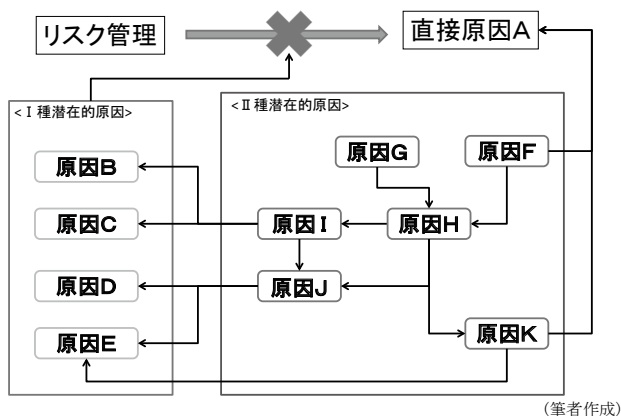 リスク管理
直接原因A
<Ⅰ種潜在的原因>
<Ⅱ種潜在的原因>
原因G
原因F
原因B
原因C
原因I
原因H
原因D
原因J
原因E
原因K
(筆者作成)